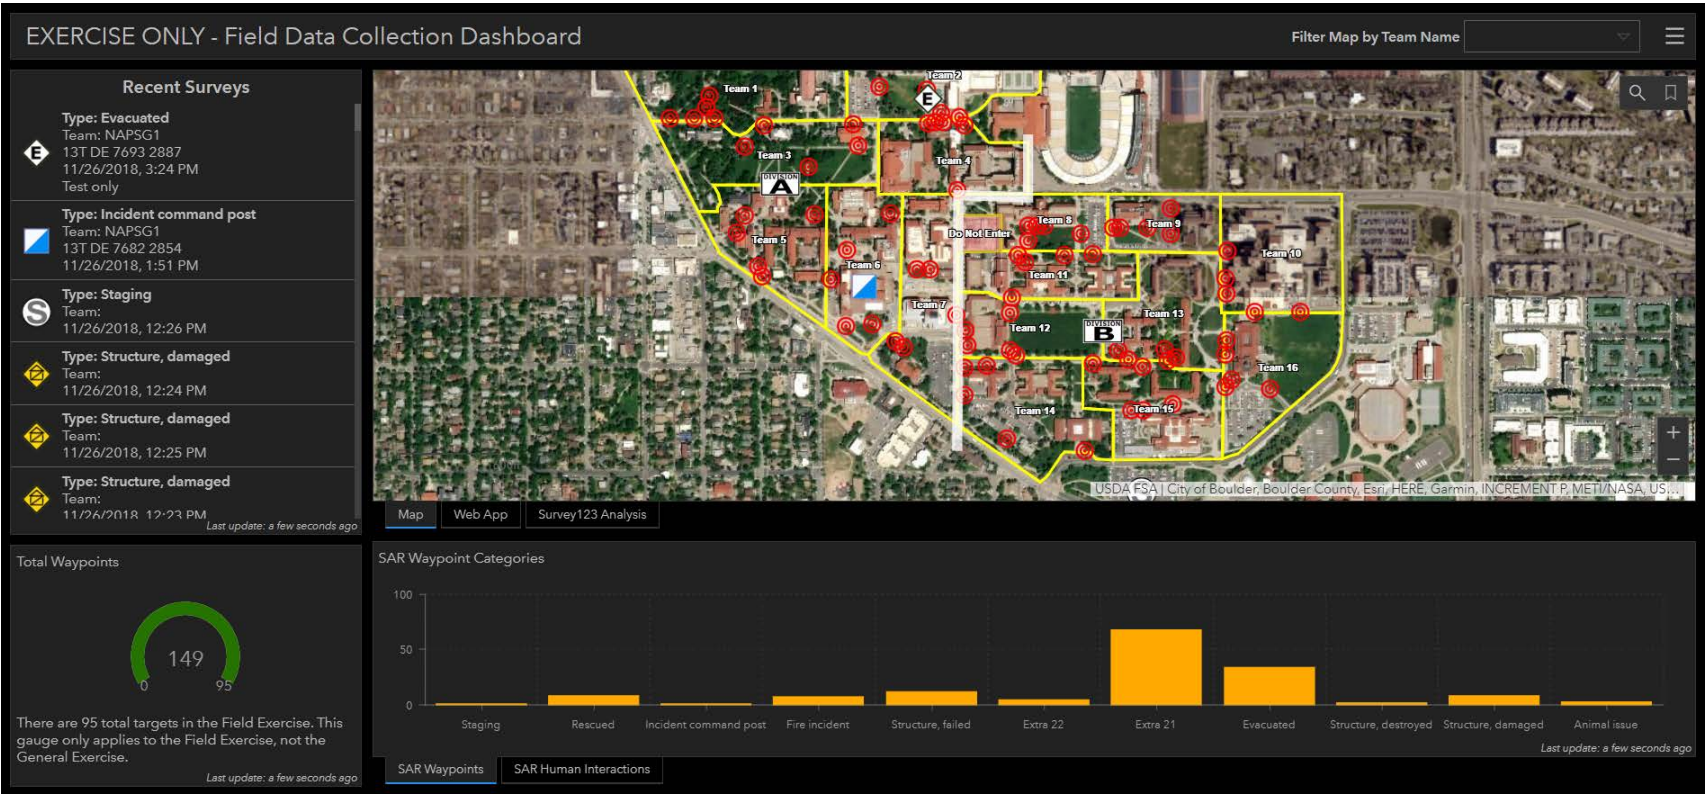 EXERCISE ONLY - Field Data Collection Dashboard
Filter Map by Team Name
Recent Surveys
Type: Evacuated
Team: NAPSG1
13T DE 7693 2887
11/26/2018, 3:24 PM
Test only
Type: Incident command post
Team: NAPSG1
13T DE 7682 2854
11/26/2018, 1:51 PM
Type: Staging
Team:
11/26/2018, 12:26 PM
Type: Structure, damaged
Team:
11/26/2018, 12:24 PM
Type: Structure, damaged
Team:
11/26/2018, 12:25 PM
Type: Structure, damaged
Team:
11/26/2018, 12:23 PM
Last update: a few seconds ago
E
S
Team 1
Team 2
E
Team 3
Team 4
DIVISION
A
Team 5
Team 6
Team 7
Do Not Enter
Team 8
Team 9
Team 10
Team 11
Team 12
DIVISION
B
Team 13
Team 14
Team 15
Team 16
+
−
USDA FSA | City of Boulder, Boulder County, Esri, HERE, Garmin, INCREMENT P, METI/NASA, US...
Map
Web App
Survey123 Analysis
Total Waypoints
149
0
95
There are 95 total targets in the Field Exercise. This
gauge only applies to the Field Exercise, not the
General Exercise.
Last update: a few seconds ago
SAR Waypoint Categories
100
50
0
Staging
Rescued
Incident command post
Fire incident
Structure, failed
Extra 22
Extra 21
Evacuated
Structure, destroyed
Structure, damaged
Animal issue
Last update: a few seconds ago
SAR Waypoints
SAR Human Interactions